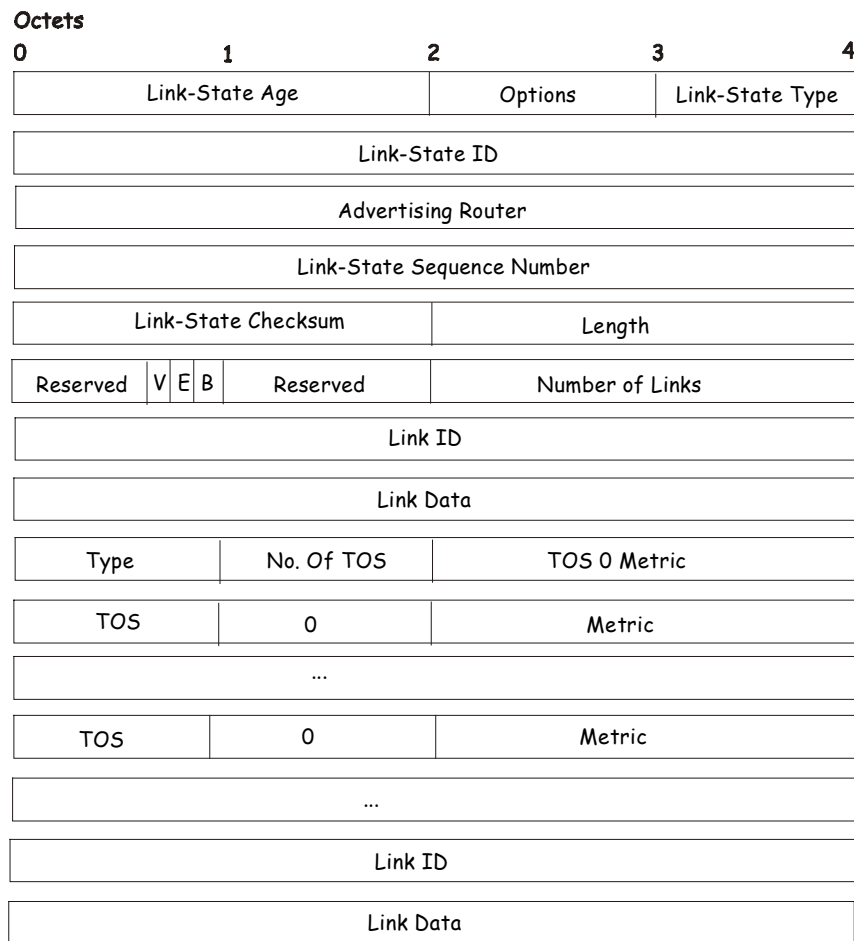 Octets
0 1 2 3 4
Link-State Age Options Link-State Type
Link-State ID
Advertising Router
Link-State Sequence Number
Link-State Checksum Length
Reserved V E B Reserved Number of Links
Link ID
Link Data
Type No. Of TOS TOS 0 Metric
TOS 0 Metric
...
TOS 0 Metric
...
Link ID
Link Data